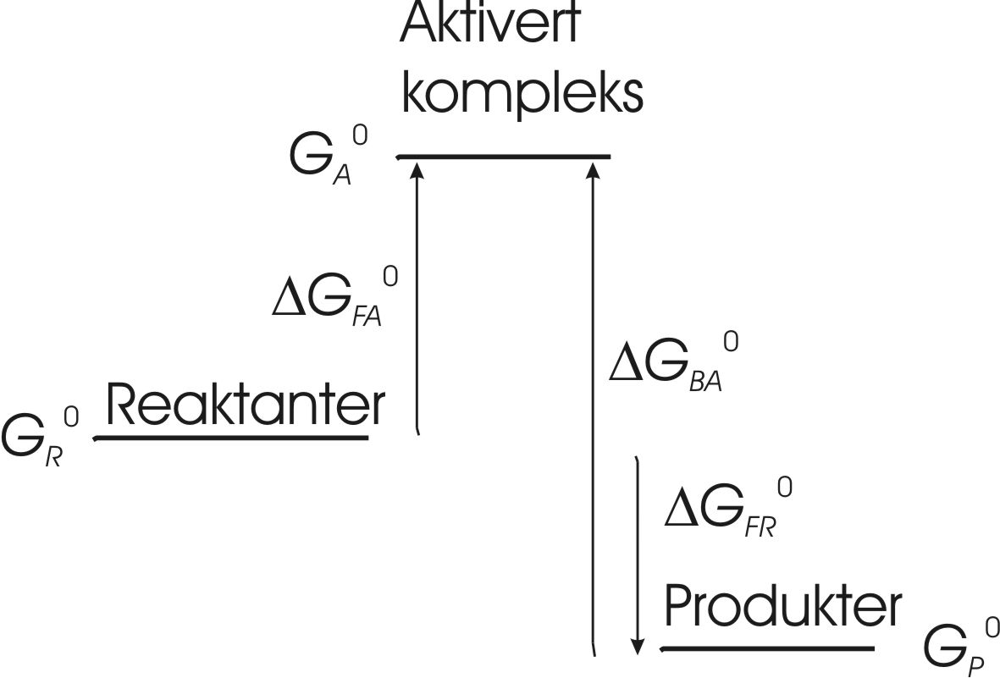 Aktivert
kompleks
G_A^0
ΔG_FA^0
ΔG_BA^0
Reaktanter
G_R^0
ΔG_FR^0
Produkter
G_P^0